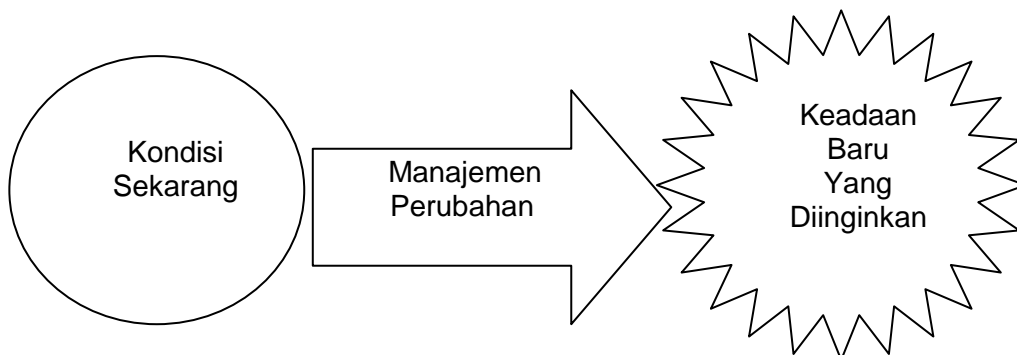 Kondisi
Sekarang
Manajemen
Perubahan
Keadaan
Baru
Yang
Diinginkan